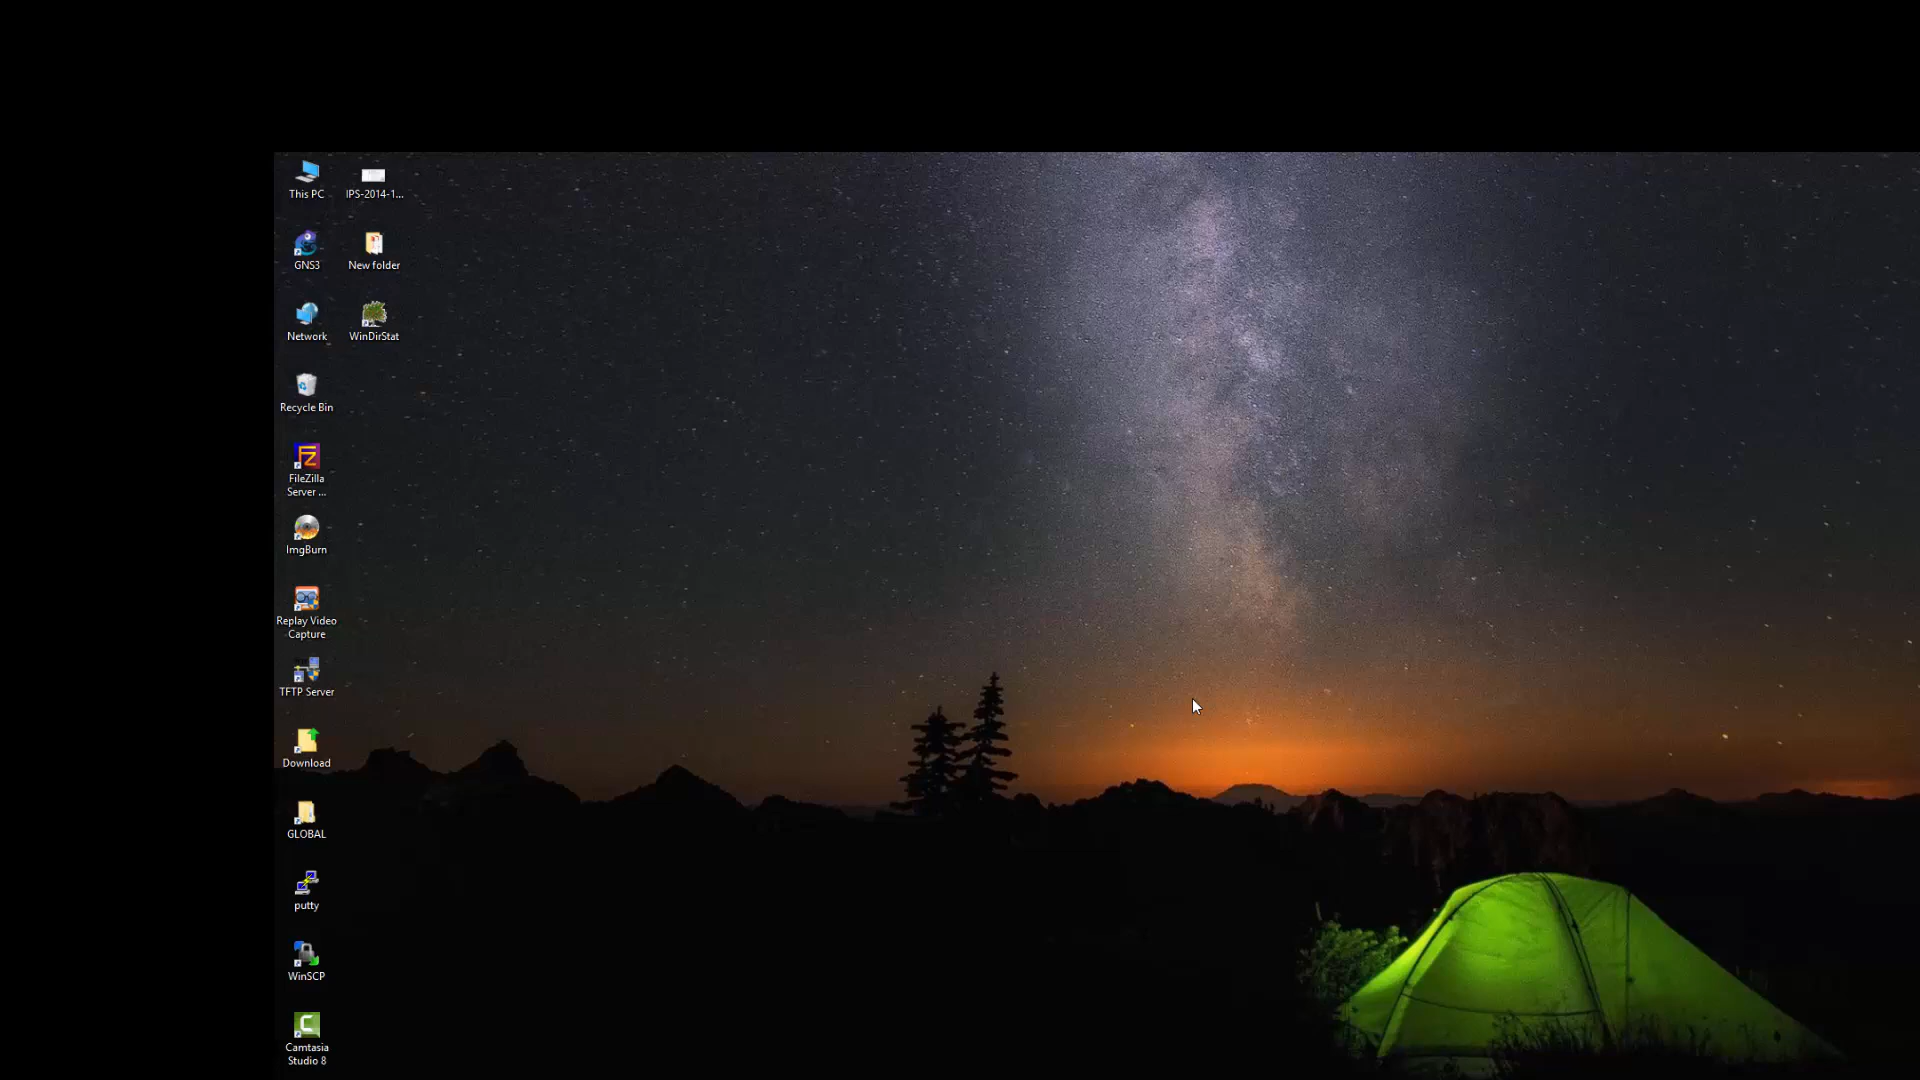 This PC
IPS-2014-1...
GNS3
New folder
Network
WinDirStat
Recycle Bin
FileZilla
Server ...
ImgBurn
Replay Video
Capture
TFTP Server
Download
GLOBAL
putty
WinSCP
Camtasia
Studio 8